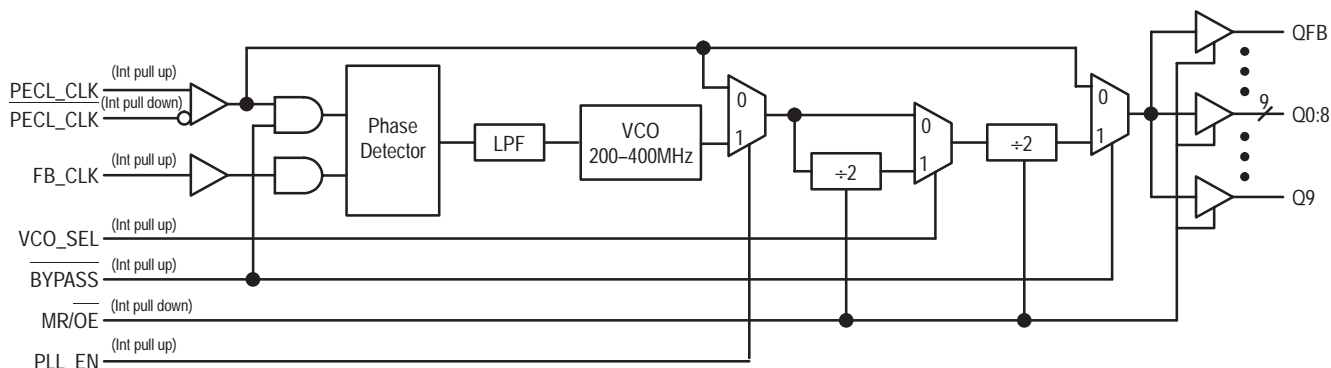 PECL_CLK (Int pull up)
PECL_CLK (Int pull down)
FB_CLK (Int pull up)
VCO_SEL (Int pull up)
BYPASS (Int pull up)
MR/OE (Int pull down)
PLL_EN (Int pull up)
Phase
Detector
LPF
VCO
200–400MHz
0
1
÷2
0
1
÷2
0
1
QFB
9
Q0:8
Q9